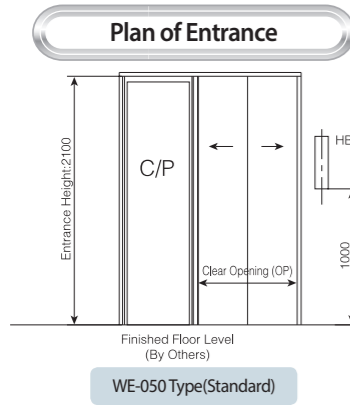 Plan of Entrance
Entrance Height:2100
C/P
HB
Clear Opening (OP)
1000
Finished Floor Level
(By Others)
WE-050 Type(Standard)